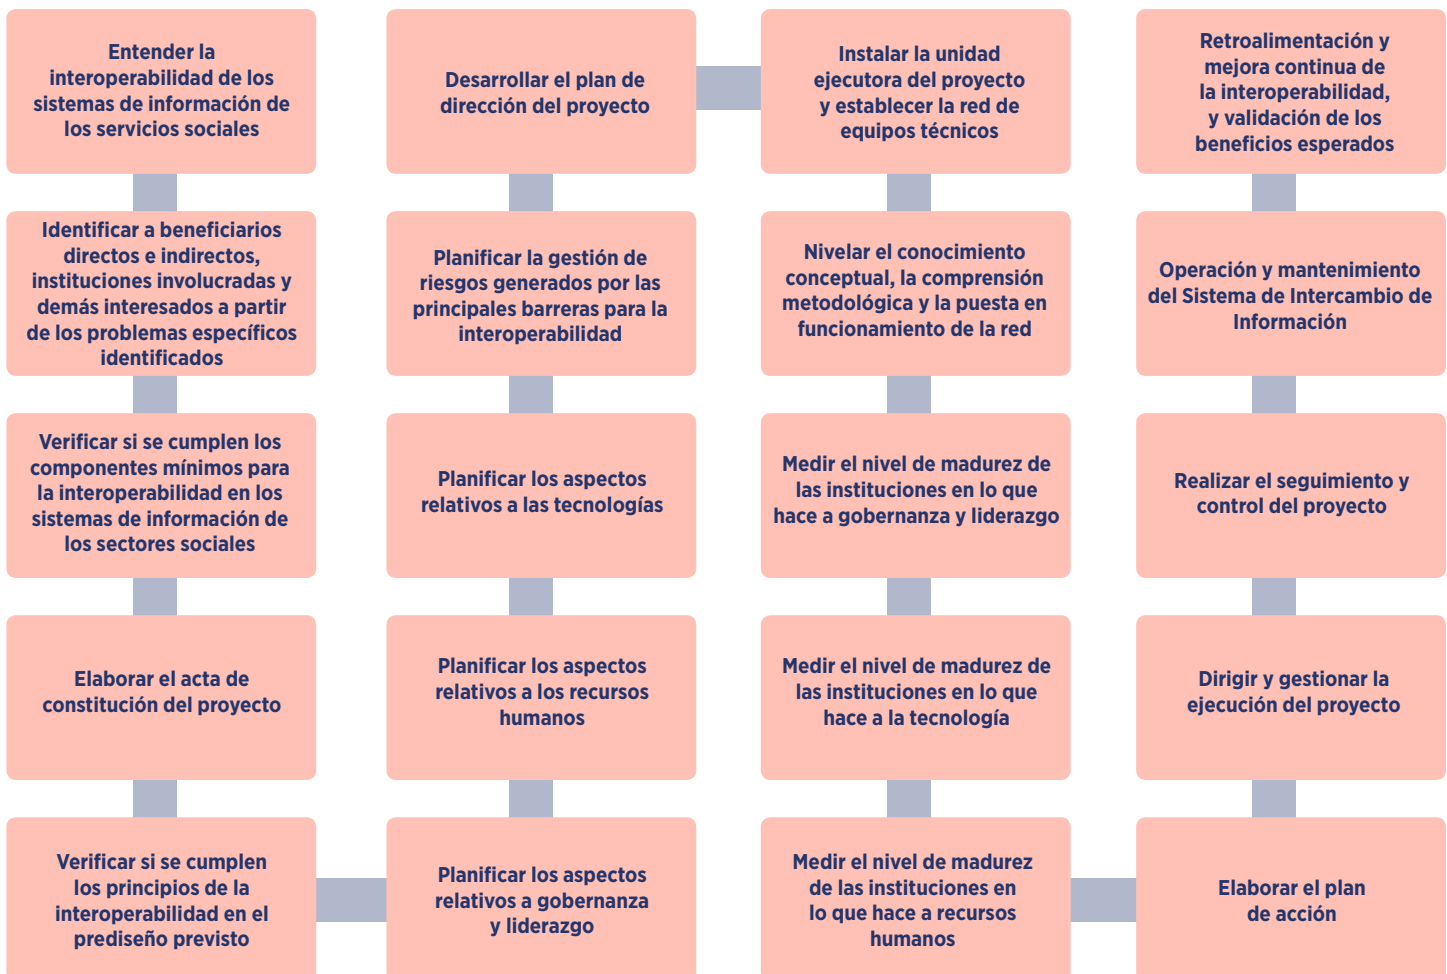 Entender la
interoperabilidad de los
sistemas de información de
los servicios sociales
Identificar a beneficiarios
directos e indirectos,
instituciones involucradas y
demás interesados a partir
de los problemas específicos
identificados
Verificar si se cumplen los
componentes mínimos para
la interoperabilidad en los
sistemas de información de
los sectores sociales
Elaborar el acta de
constitución del proyecto
Verificar si se cumplen
los principios de la
interoperabilidad en el
prediseño previsto
Planificar los aspectos
relativos a gobernanza
y liderazgo
Planificar los aspectos
relativos a los recursos
humanos
Planificar los aspectos
relativos a las tecnologías
Planificar la gestión de
riesgos generados por las
principales barreras para la
interoperabilidad
Desarrollar el plan de
dirección del proyecto
Instalar la unidad
ejecutora del proyecto
y establecer la red de
equipos técnicos
Nivelar el conocimiento
conceptual, la comprensión
metodológica y la puesta en
funcionamiento de la red
Medir el nivel de madurez de
las instituciones en lo que
hace a gobernanza y liderazgo
Medir el nivel de madurez de
las instituciones en lo que
hace a la tecnología
Medir el nivel de madurez
de las instituciones en
lo que hace a recursos
humanos
Elaborar el plan
de acción
Dirigir y gestionar la
ejecución del proyecto
Realizar el seguimiento y
control del proyecto
Operación y mantenimiento
del Sistema de Intercambio de
Información
Retroalimentación y
mejora continua de
la interoperabilidad,
y validación de los
beneficios esperados